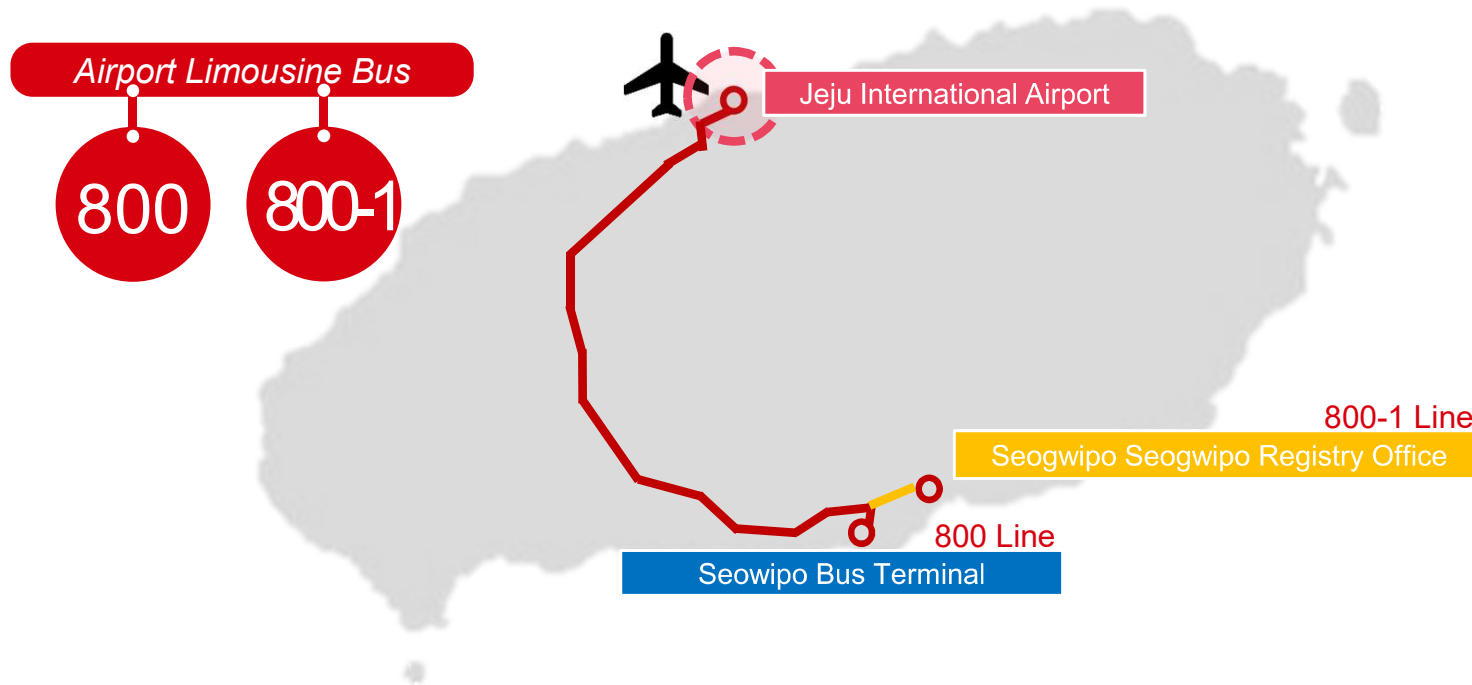 Airport Limousine Bus
800
800-1
Jeju International Airport
800-1 Line
Seogwipo Seogwipo Registry Office
800 Line
Seowipo Bus Terminal